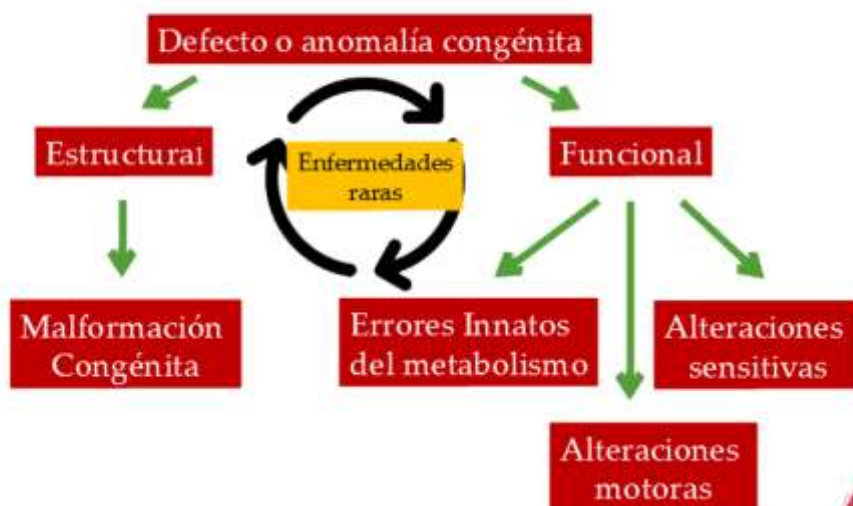 Defecto o anomalía congénita
Estructural
Enfermedades
raras
Funcional
Malformación
Congénita
Errores Innatos
del metabolismo
Alteraciones
sensitivas
Alteraciones
motoras